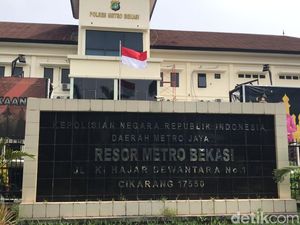 POLRES METRO BEKASI
KEPOLISIAN NEGARA REPUBLIK INDONESIA
DAERAH METRO JAYA
RESOR METRO BEKASI
JL. KI HAJAR DEWANTARA No.1
CIKARANG 17550
detikcom